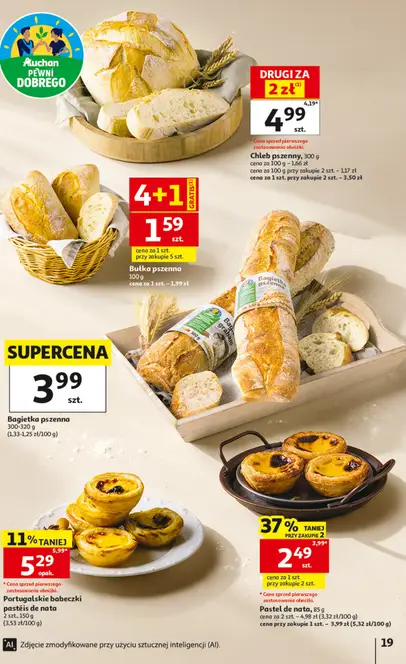 Auchan
PEWNI
DOBREGO
DRUGI ZA
2 zł(1)
4,19*
4,99
szt.
* Cena sprzed pierwszego
zastosowania obniżki.
Chleb pszenny, 300 g
cena za 100 g – 1,66 zł
cena za 100 g przy zakupie 2 szt. – 1,17 zł
cena za 1 szt. przy zakupie 2 szt. – 3,50 zł
4+1
GRATIS(1)
1,59
szt.
cena za 1 szt.
przy zakupie 5 szt.
Bułka pszenna
100 g
cena za 1 szt. – 1,99 zł
Bagietka
pszenna
Bagietka
pszenna
SUPERCENA
3,99
szt.
Bagietka pszenna
300-320 g
(1,33-1,25 zł/100 g)
11% TANIEJ
5,99*
5,29
opak.
* Cena sprzed pierwszego
zastosowania obniżki.
Portugalskie babeczki
pastéis de nata
2 szt., 150 g
(3,53 zł/100 g)
37% TANIEJ
PRZY ZAKUPIE 2
3,99*
2,49
szt.
cena za 1 szt.
przy zakupie 2 szt.
* Cena sprzed pierwszego
zastosowania obniżki.
Pastel de nata, 85 g
cena za 2 szt. – 4,98 zł (3,32 zł/100 g)
cena przy zakupie 1 szt. – 3,99 zł (5,32 zł/100 g)
AI Zdjęcie zmodyfikowane przy użyciu sztucznej inteligencji (AI).
19